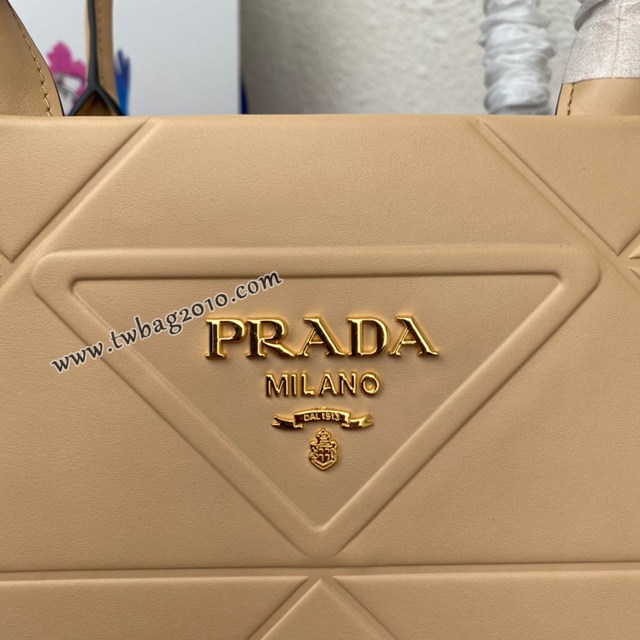 www.twbag2010.com.
PRADA
MILANO
DAL 1913